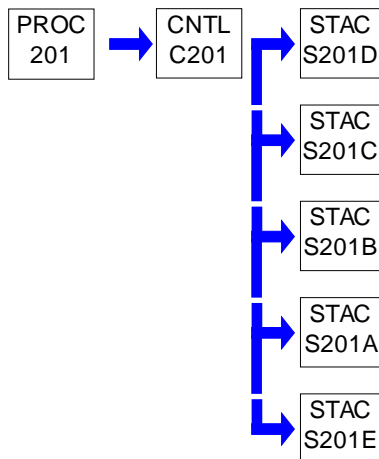 PROC
201
CNTL
C201
STAC
S201D
STAC
S201C
STAC
S201B
STAC
S201A
STAC
S201E